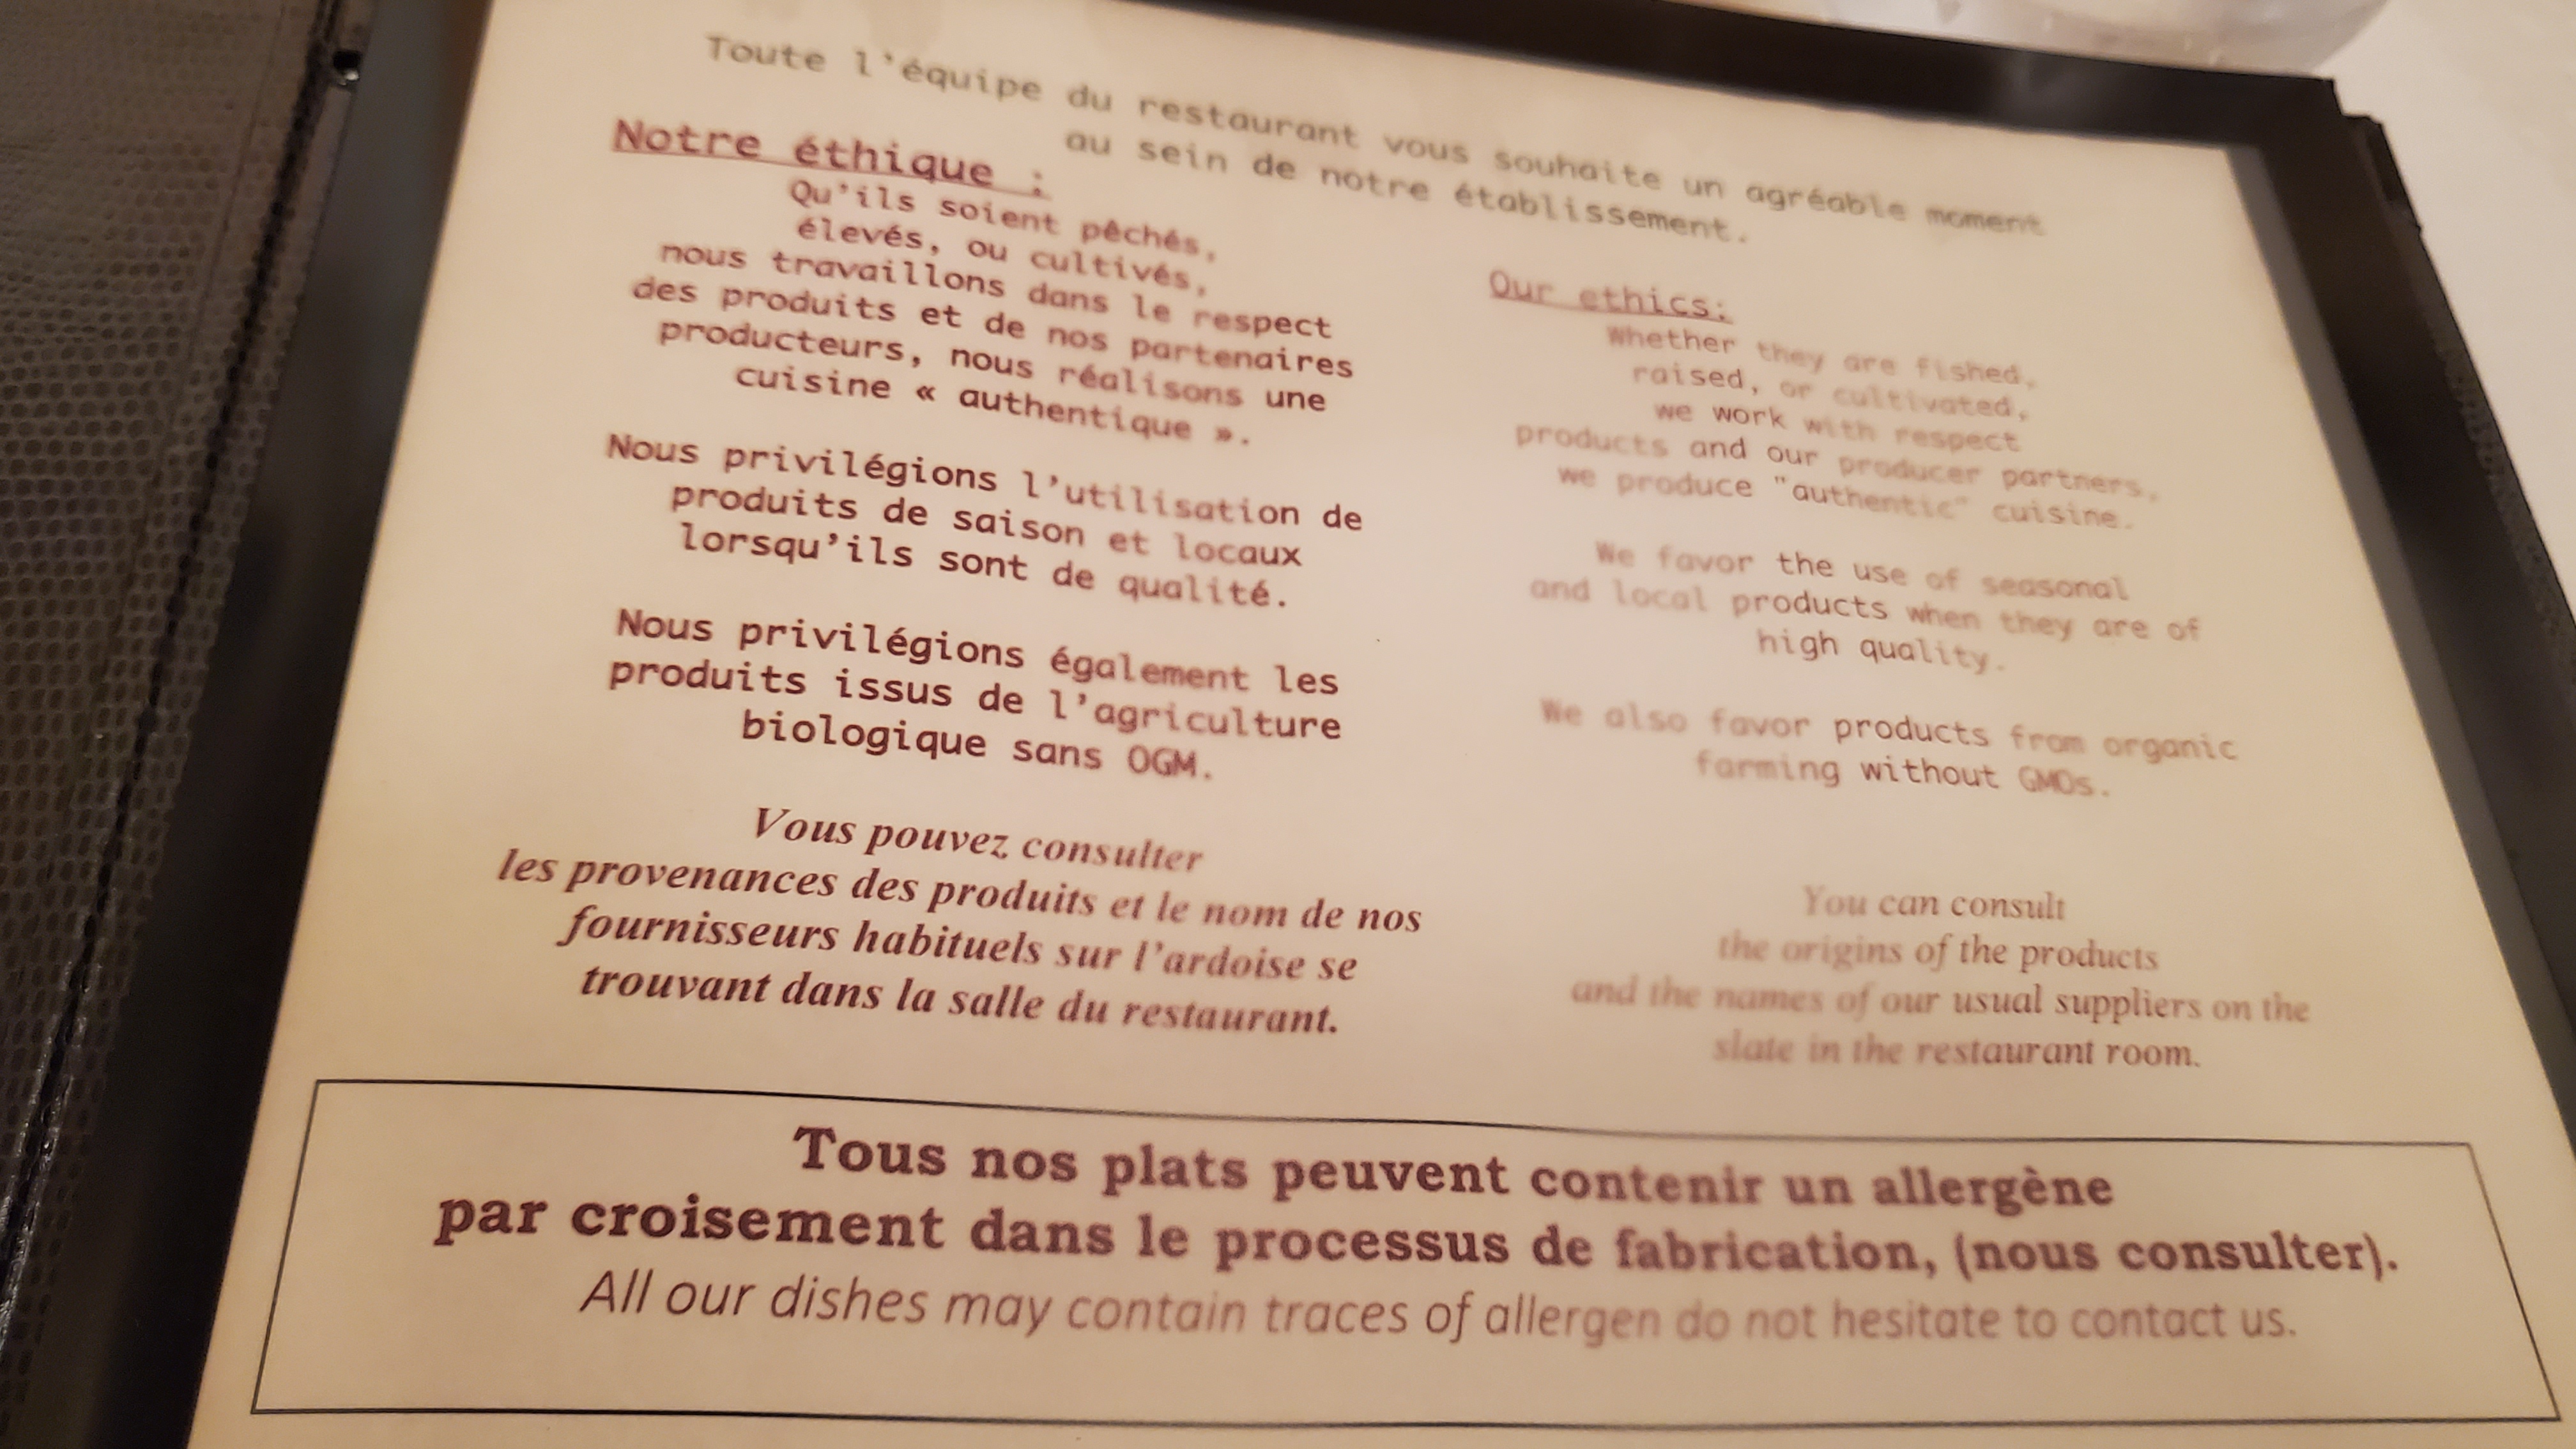 Toute l'équipe du restaurant vous souhaite un agréable moment
au sein de notre établissement.
Notre éthique :
Qu'ils soient pêchés,
élevés, ou cultivés,
nous travaillons dans le respect
des produits et de nos partenaires
producteurs, nous réalisons une
cuisine « authentique ».
Nous privilégions l'utilisation de
produits de saison et locaux
lorsqu'ils sont de qualité.
Nous privilégions également les
produits issus de l'agriculture
biologique sans OGM.
Vous pouvez consulter
les provenances des produits et le nom de nos
fournisseurs habituels sur l'ardoise se
trouvant dans la salle du restaurant.
Our ethics:
Whether they are fished,
raised, or cultivated,
we work with respect
products and our producer partners,
we produce "authentic" cuisine.
We favor the use of seasonal
and local products when they are of
high quality.
We also favor products from organic
farming without GMOs.
You can consult
the origins of the products
and the names of our usual suppliers on the
slate in the restaurant room.
Tous nos plats peuvent contenir un allergène
par croisement dans le processus de fabrication, (nous consulter).
All our dishes may contain traces of allergen do not hesitate to contact us.